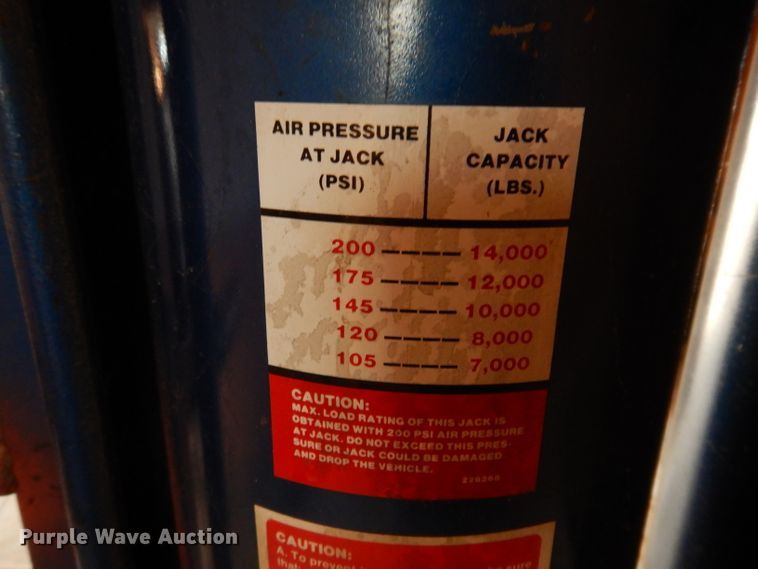 AIR PRESSURE
AT JACK
(PSI)
JACK
CAPACITY
(LBS.)
200 ———— 14,000
175 ———— 12,000
145 ———— 10,000
120 ———— 8,000
105 ———— 7,000
CAUTION:
MAX. LOAD RATING OF THIS JACK IS
OBTAINED WITH 200 PSI AIR PRESSURE
AT JACK. DO NOT EXCEED THIS PRES-
SURE OR JACK COULD BE DAMAGED
AND DROP THE VEHICLE.
CAUTION:
A. To prevent
sure
Purple Wave Auction